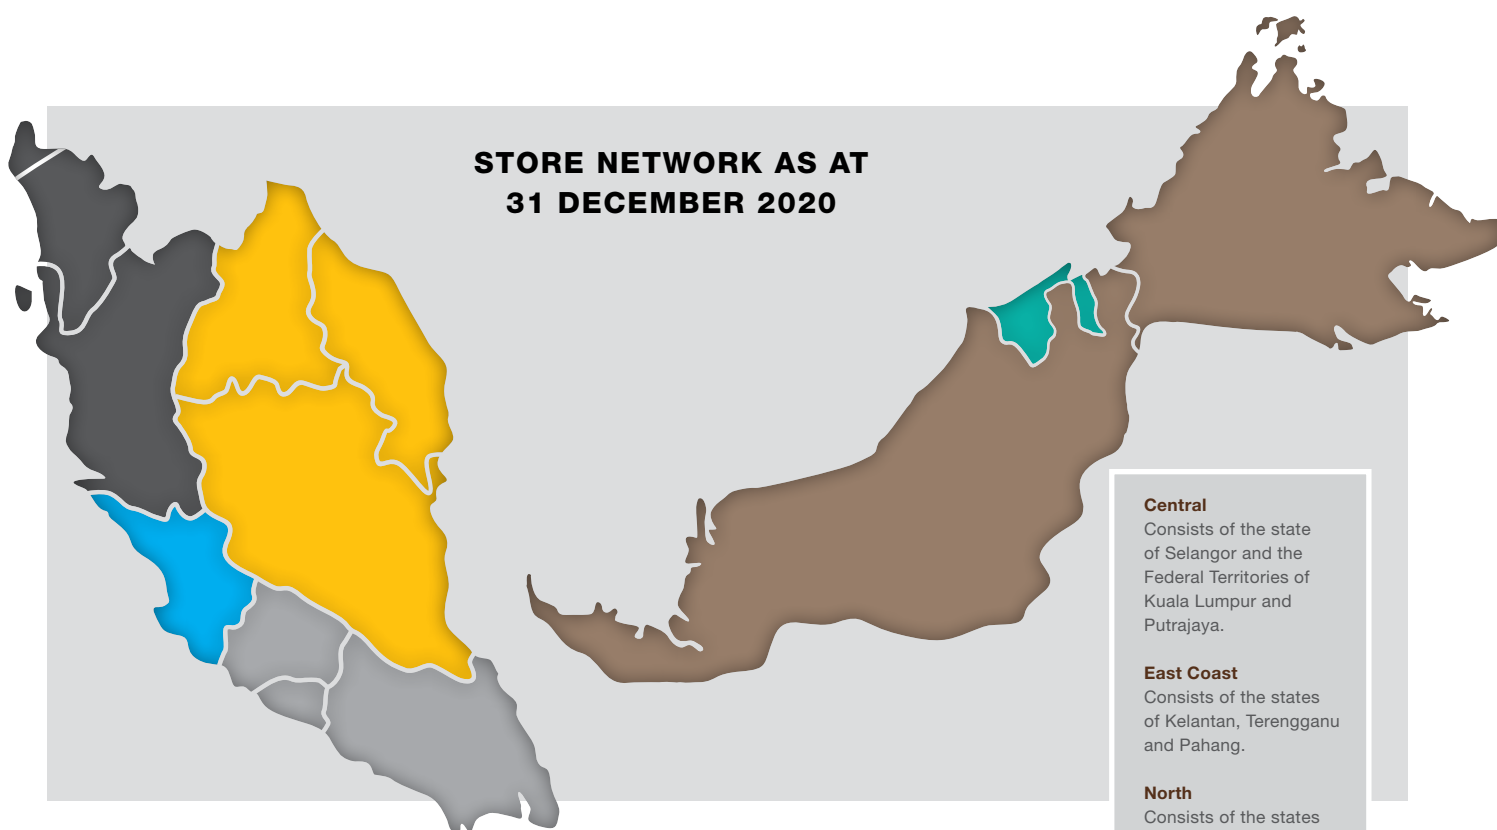 STORE NETWORK AS AT
31 DECEMBER 2020
Central
Consists of the state
of Selangor and the
Federal Territories of
Kuala Lumpur and
Putrajaya.
East Coast
Consists of the states
of Kelantan, Terengganu
and Pahang.
North
Consists of the states